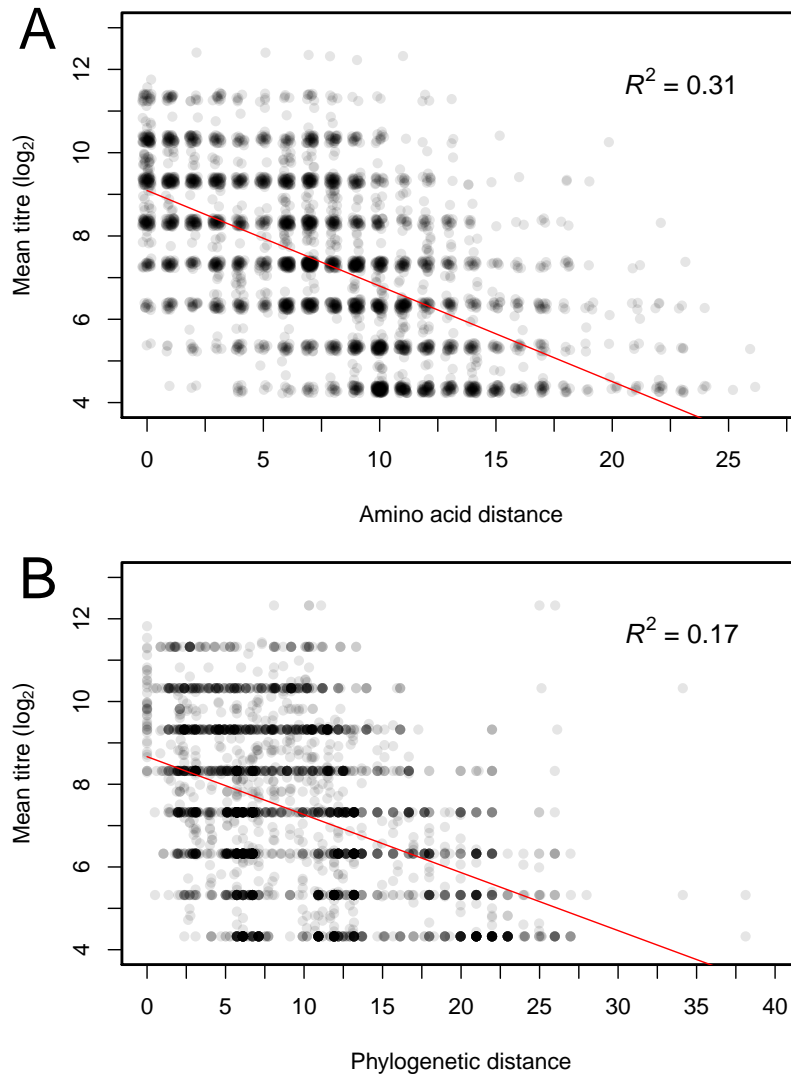 A
R² = 0.31
Mean titre (log₂)
12
10
8
6
4
0 5 10 15 20 25
Amino acid distance
B
R² = 0.17
Mean titre (log₂)
12
10
8
6
4
0 5 10 15 20 25 30 35 40
Phylogenetic distance